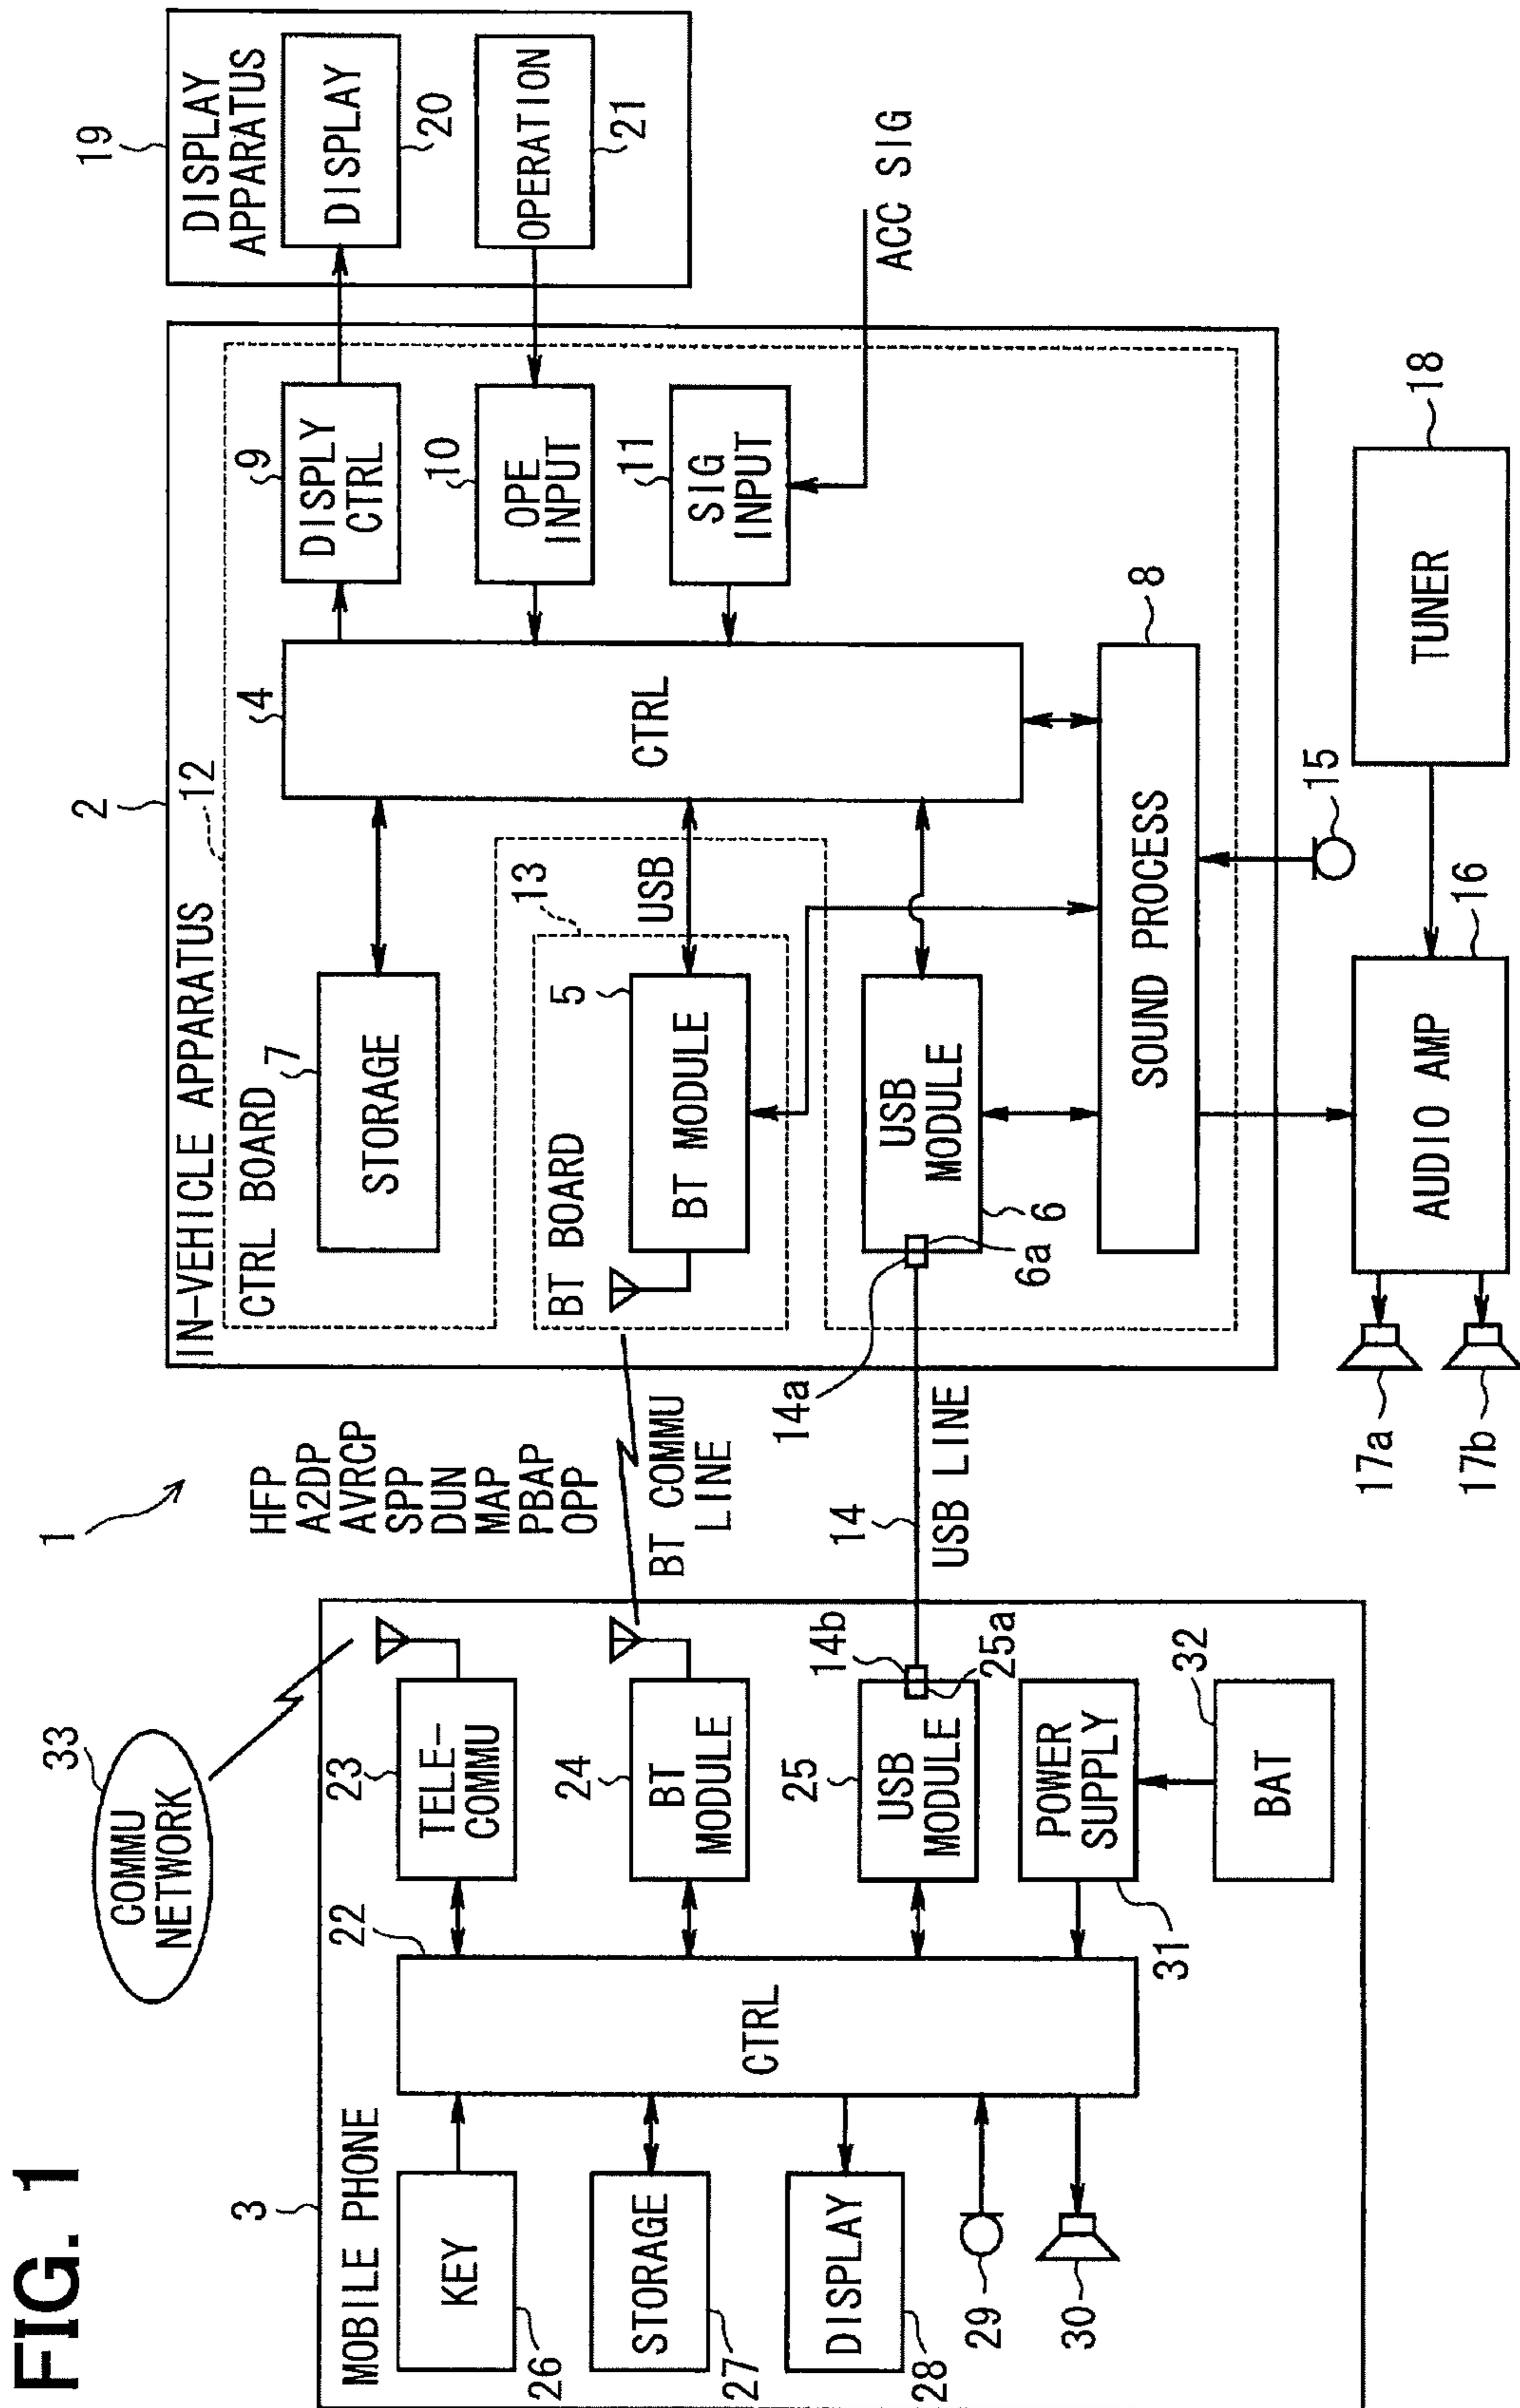 FIG. 1
1
33
COMMU
NETWORK
3
MOBILE PHONE
KEY
26
STORAGE
27
DISPLAY
28
29
30
22
CTRL
23
TELE-
COMMU
24
BT
MODULE
25
USB
MODULE
14b
25a
POWER
SUPPLY
31
32
BAT
HFP
A2DP
AVRCP
SPP
DUN
MAP
PBAP
OPP
BT COMMU
LINE
14
USB LINE
14a
2
IN-VEHICLE APPARATUS
12
CTRL BOARD
7
STORAGE
13
BT BOARD
5
BT MODULE
USB
USB
MODULE
6
6a
4
CTRL
9
DISPLY
CTRL
10
OPE
INPUT
11
SIG
INPUT
8
SOUND PROCESS
15
16
AUDIO AMP
17a
17b
18
TUNER
19
DISPLAY
APPARATUS
DISPLAY
20
OPERATION
21
ACC SIG